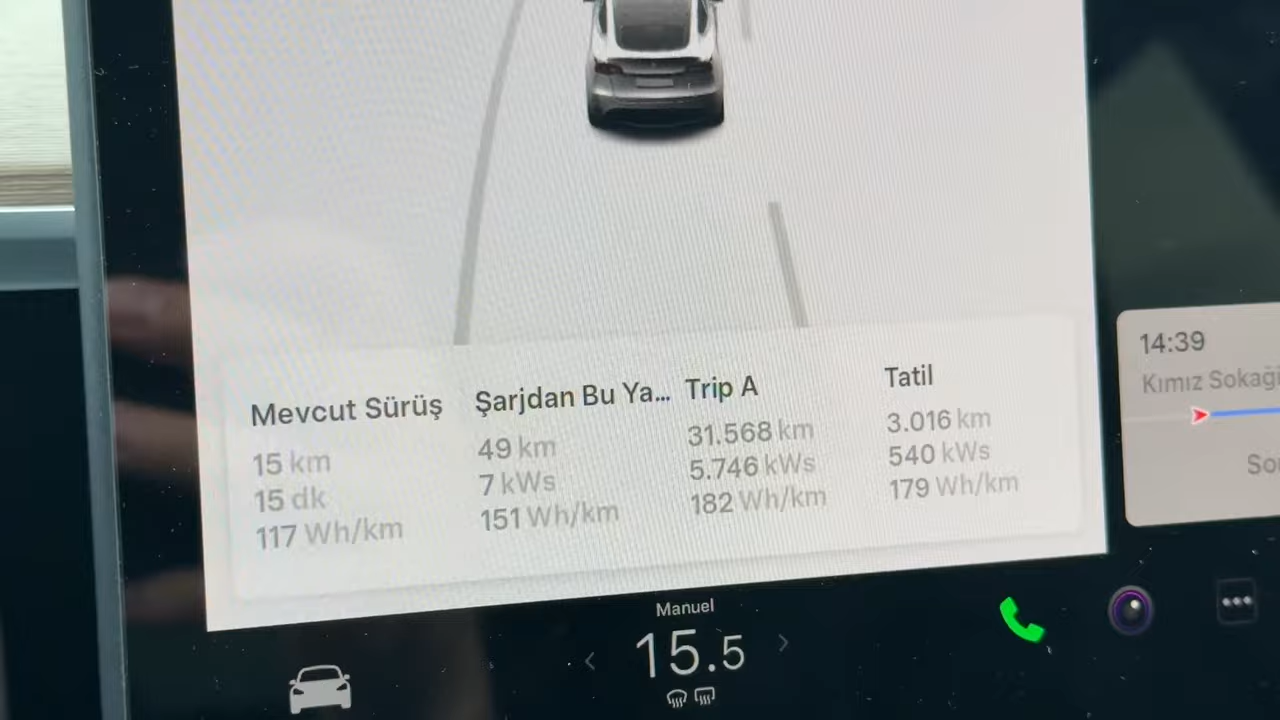 Mevcut Sürüş
15 km
15 dk
117 Wh/km
Şarjdan Bu Ya...
49 km
7 kWs
151 Wh/km
Trip A
31.568 km
5.746 kWs
182 Wh/km
Tatil
3.016 km
540 kWs
179 Wh/km
14:39
Kımız Sokağı
Manuel
15.5